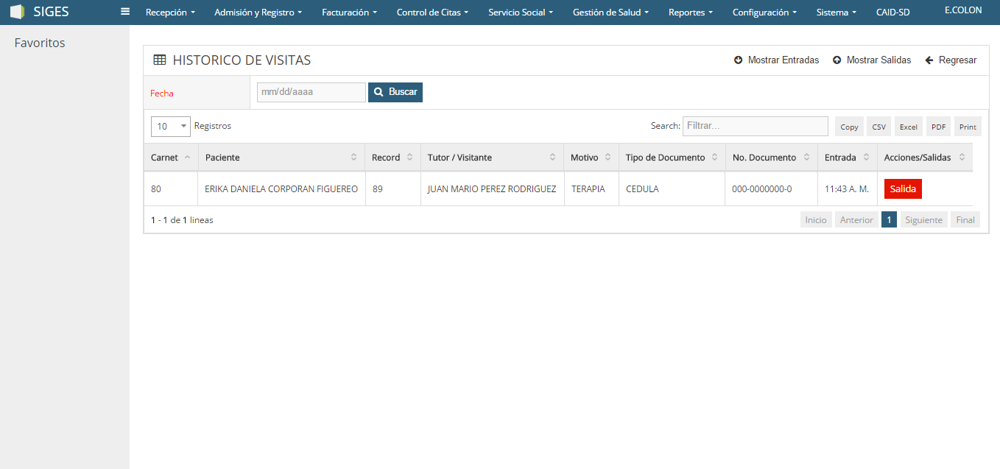 SIGES Recepción Admisión y Registro Facturación Control de Citas Servicio Social Gestión de Salud Reportes Configuración Sistema CAID-SD E.COLON
Favoritos
HISTORICO DE VISITAS Mostrar Entradas Mostrar Salidas Regresar
Fecha mm/dd/aaaa Buscar
10 Registros Search: Filtrar... Copy CSV Excel PDF Print
Carnet Paciente Record Tutor / Visitante Motivo Tipo de Documento No. Documento Entrada Acciones/Salidas
80 ERIKA DANIELA CORPORAN FIGUEREO 89 JUAN MARIO PEREZ RODRIGUEZ TERAPIA CEDULA 000-0000000-0 11:43 A. M. Salida
1 - 1 de 1 lineas Inicio Anterior 1 Siguiente Final